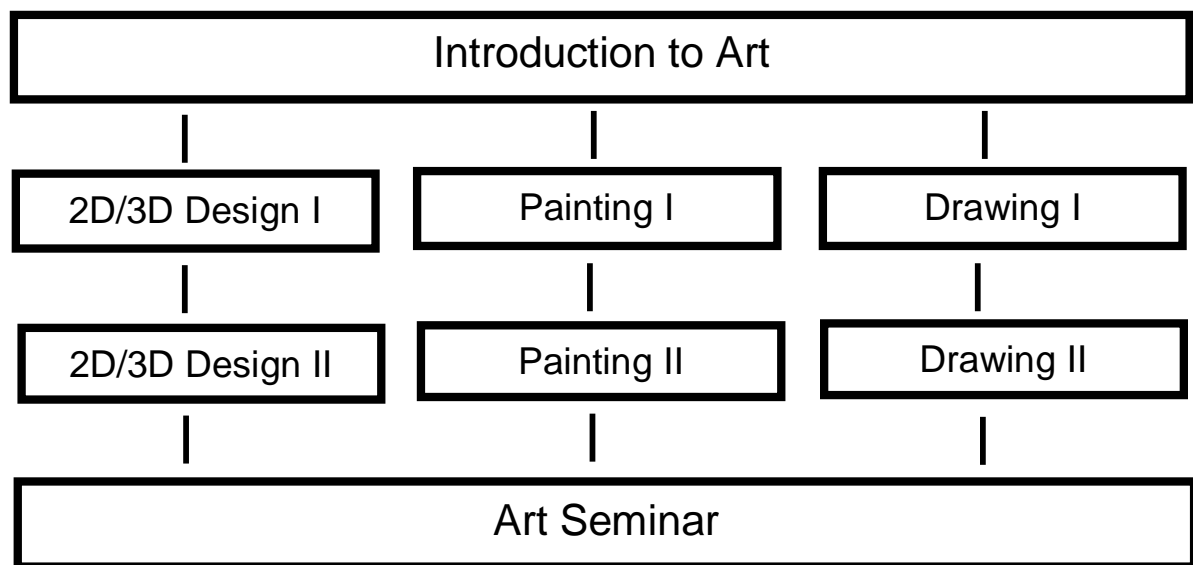 Introduction to Art
2D/3D Design I
Painting I
Drawing I
2D/3D Design II
Painting II
Drawing II
Art Seminar